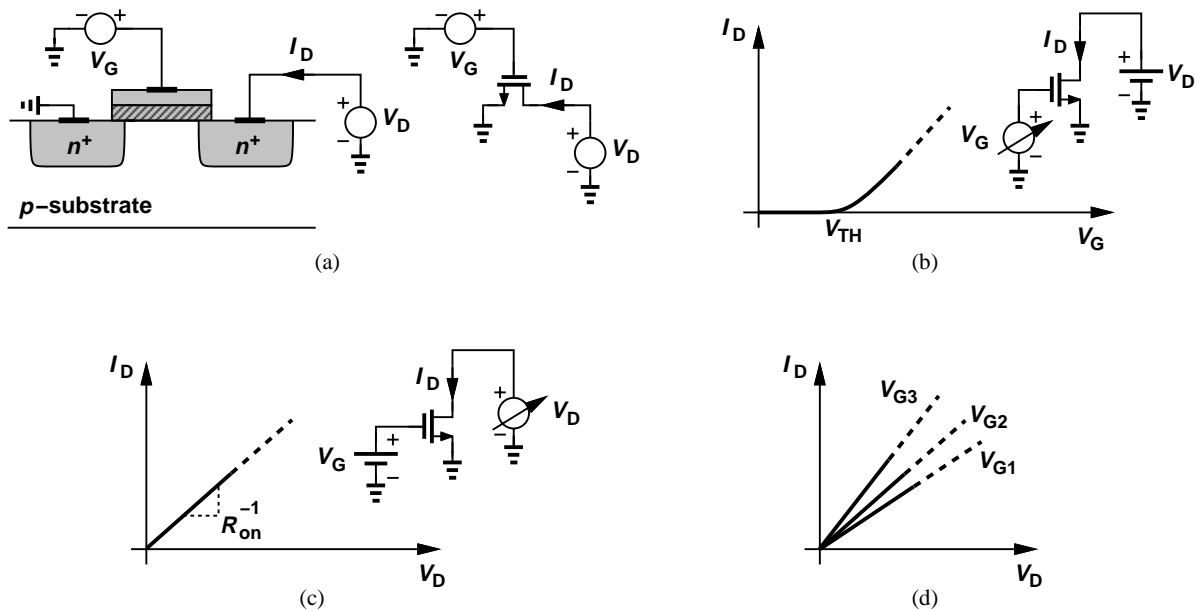 − + V_G
I_D
+ − V_D
n+
n+
p−substrate
− + V_G
I_D
+ − V_D
(a)
I_D
V_TH
V_G
I_D
+ − V_D
+ − V_G
(b)
I_D
R_on^−1
V_D
I_D
+ − V_D
+ − V_G
(c)
I_D
V_G3
V_G2
V_G1
V_D
(d)